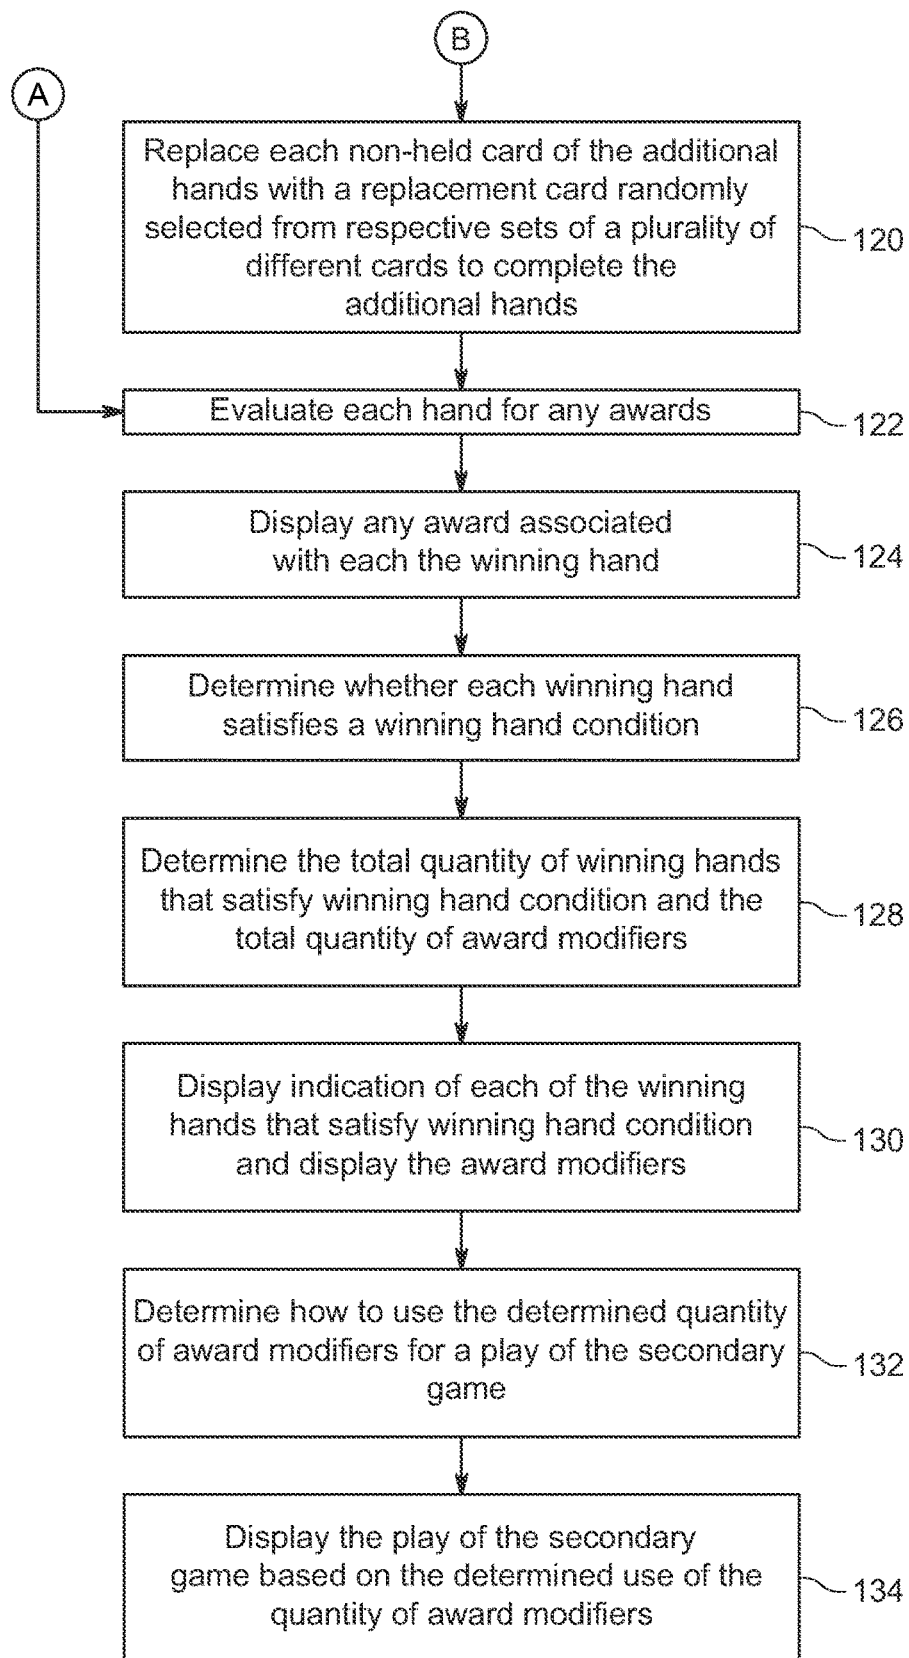 B
A
Replace each non-held card of the additional
hands with a replacement card randomly
selected from respective sets of a plurality of
different cards to complete the
additional hands
120
Evaluate each hand for any awards
122
Display any award associated
with each the winning hand
124
Determine whether each winning hand
satisfies a winning hand condition
126
Determine the total quantity of winning hands
that satisfy winning hand condition and the
total quantity of award modifiers
128
Display indication of each of the winning
hands that satisfy winning hand condition
and display the award modifiers
130
Determine how to use the determined quantity
of award modifiers for a play of the secondary
game
132
Display the play of the secondary
game based on the determined use of the
quantity of award modifiers
134